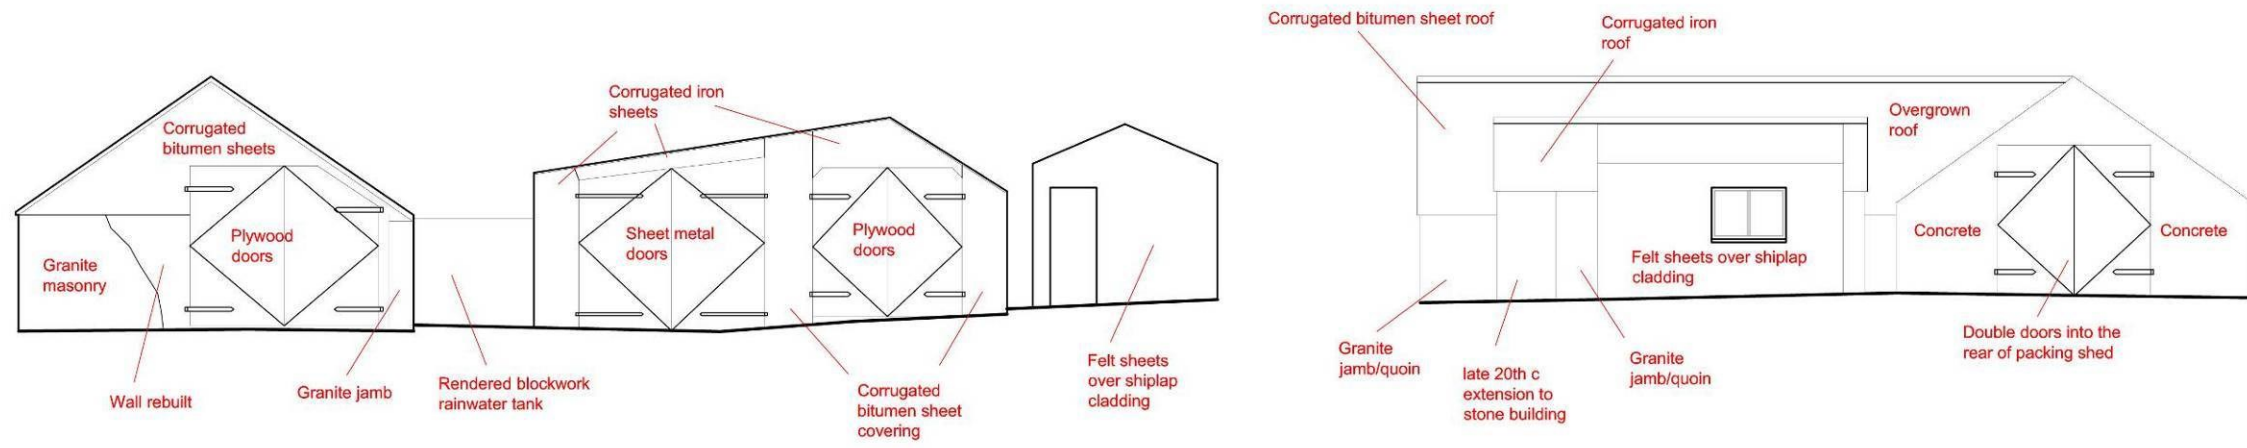 Corrugated
bitumen sheets
Granite
masonry
Plywood
doors
Wall rebuilt
Granite jamb
Rendered blockwork
rainwater tank
Corrugated iron
sheets
Sheet metal
doors
Plywood
doors
Corrugated
bitumen sheet
covering
Felt sheets
over shiplap
cladding
Corrugated bitumen sheet roof
Corrugated iron
roof
Overgrown
roof
Felt sheets over shiplap
cladding
Concrete
Concrete
Granite
jamb/quoin
late 20th c
extension to
stone building
Granite
jamb/quoin
Double doors into the
rear of packing shed